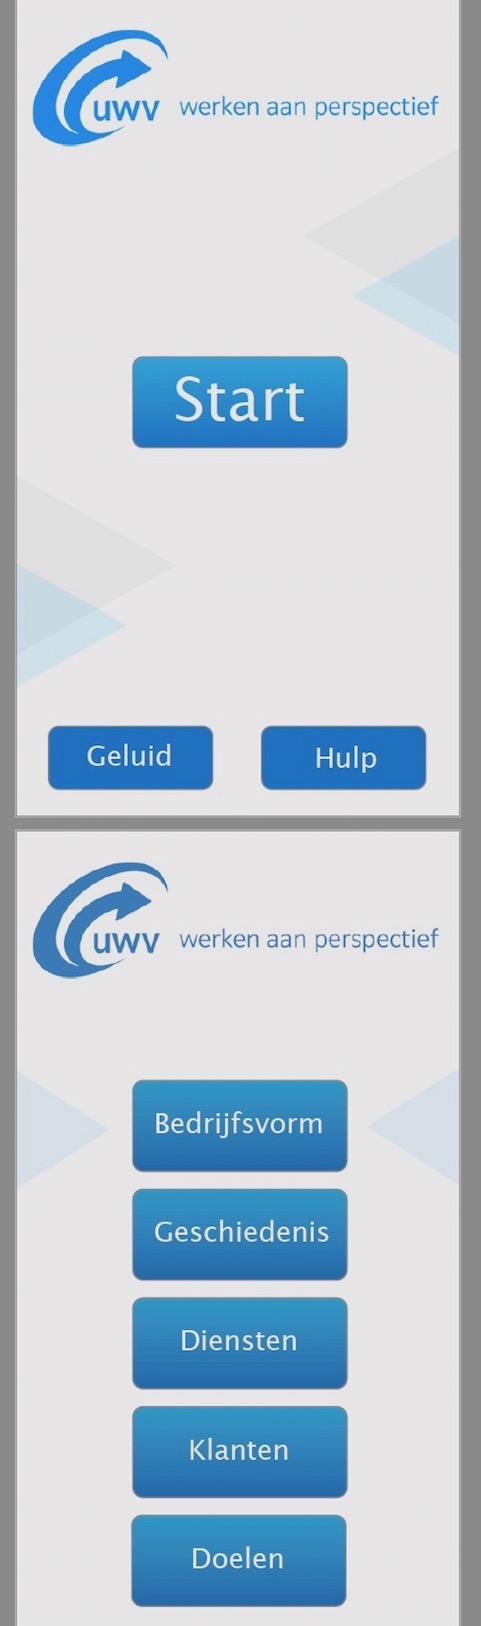 uwv werken aan perspectief
Start
Geluid Hulp
uwv werken aan perspectief
Bedrijfsvorm
Geschiedenis
Diensten
Klanten
Doelen